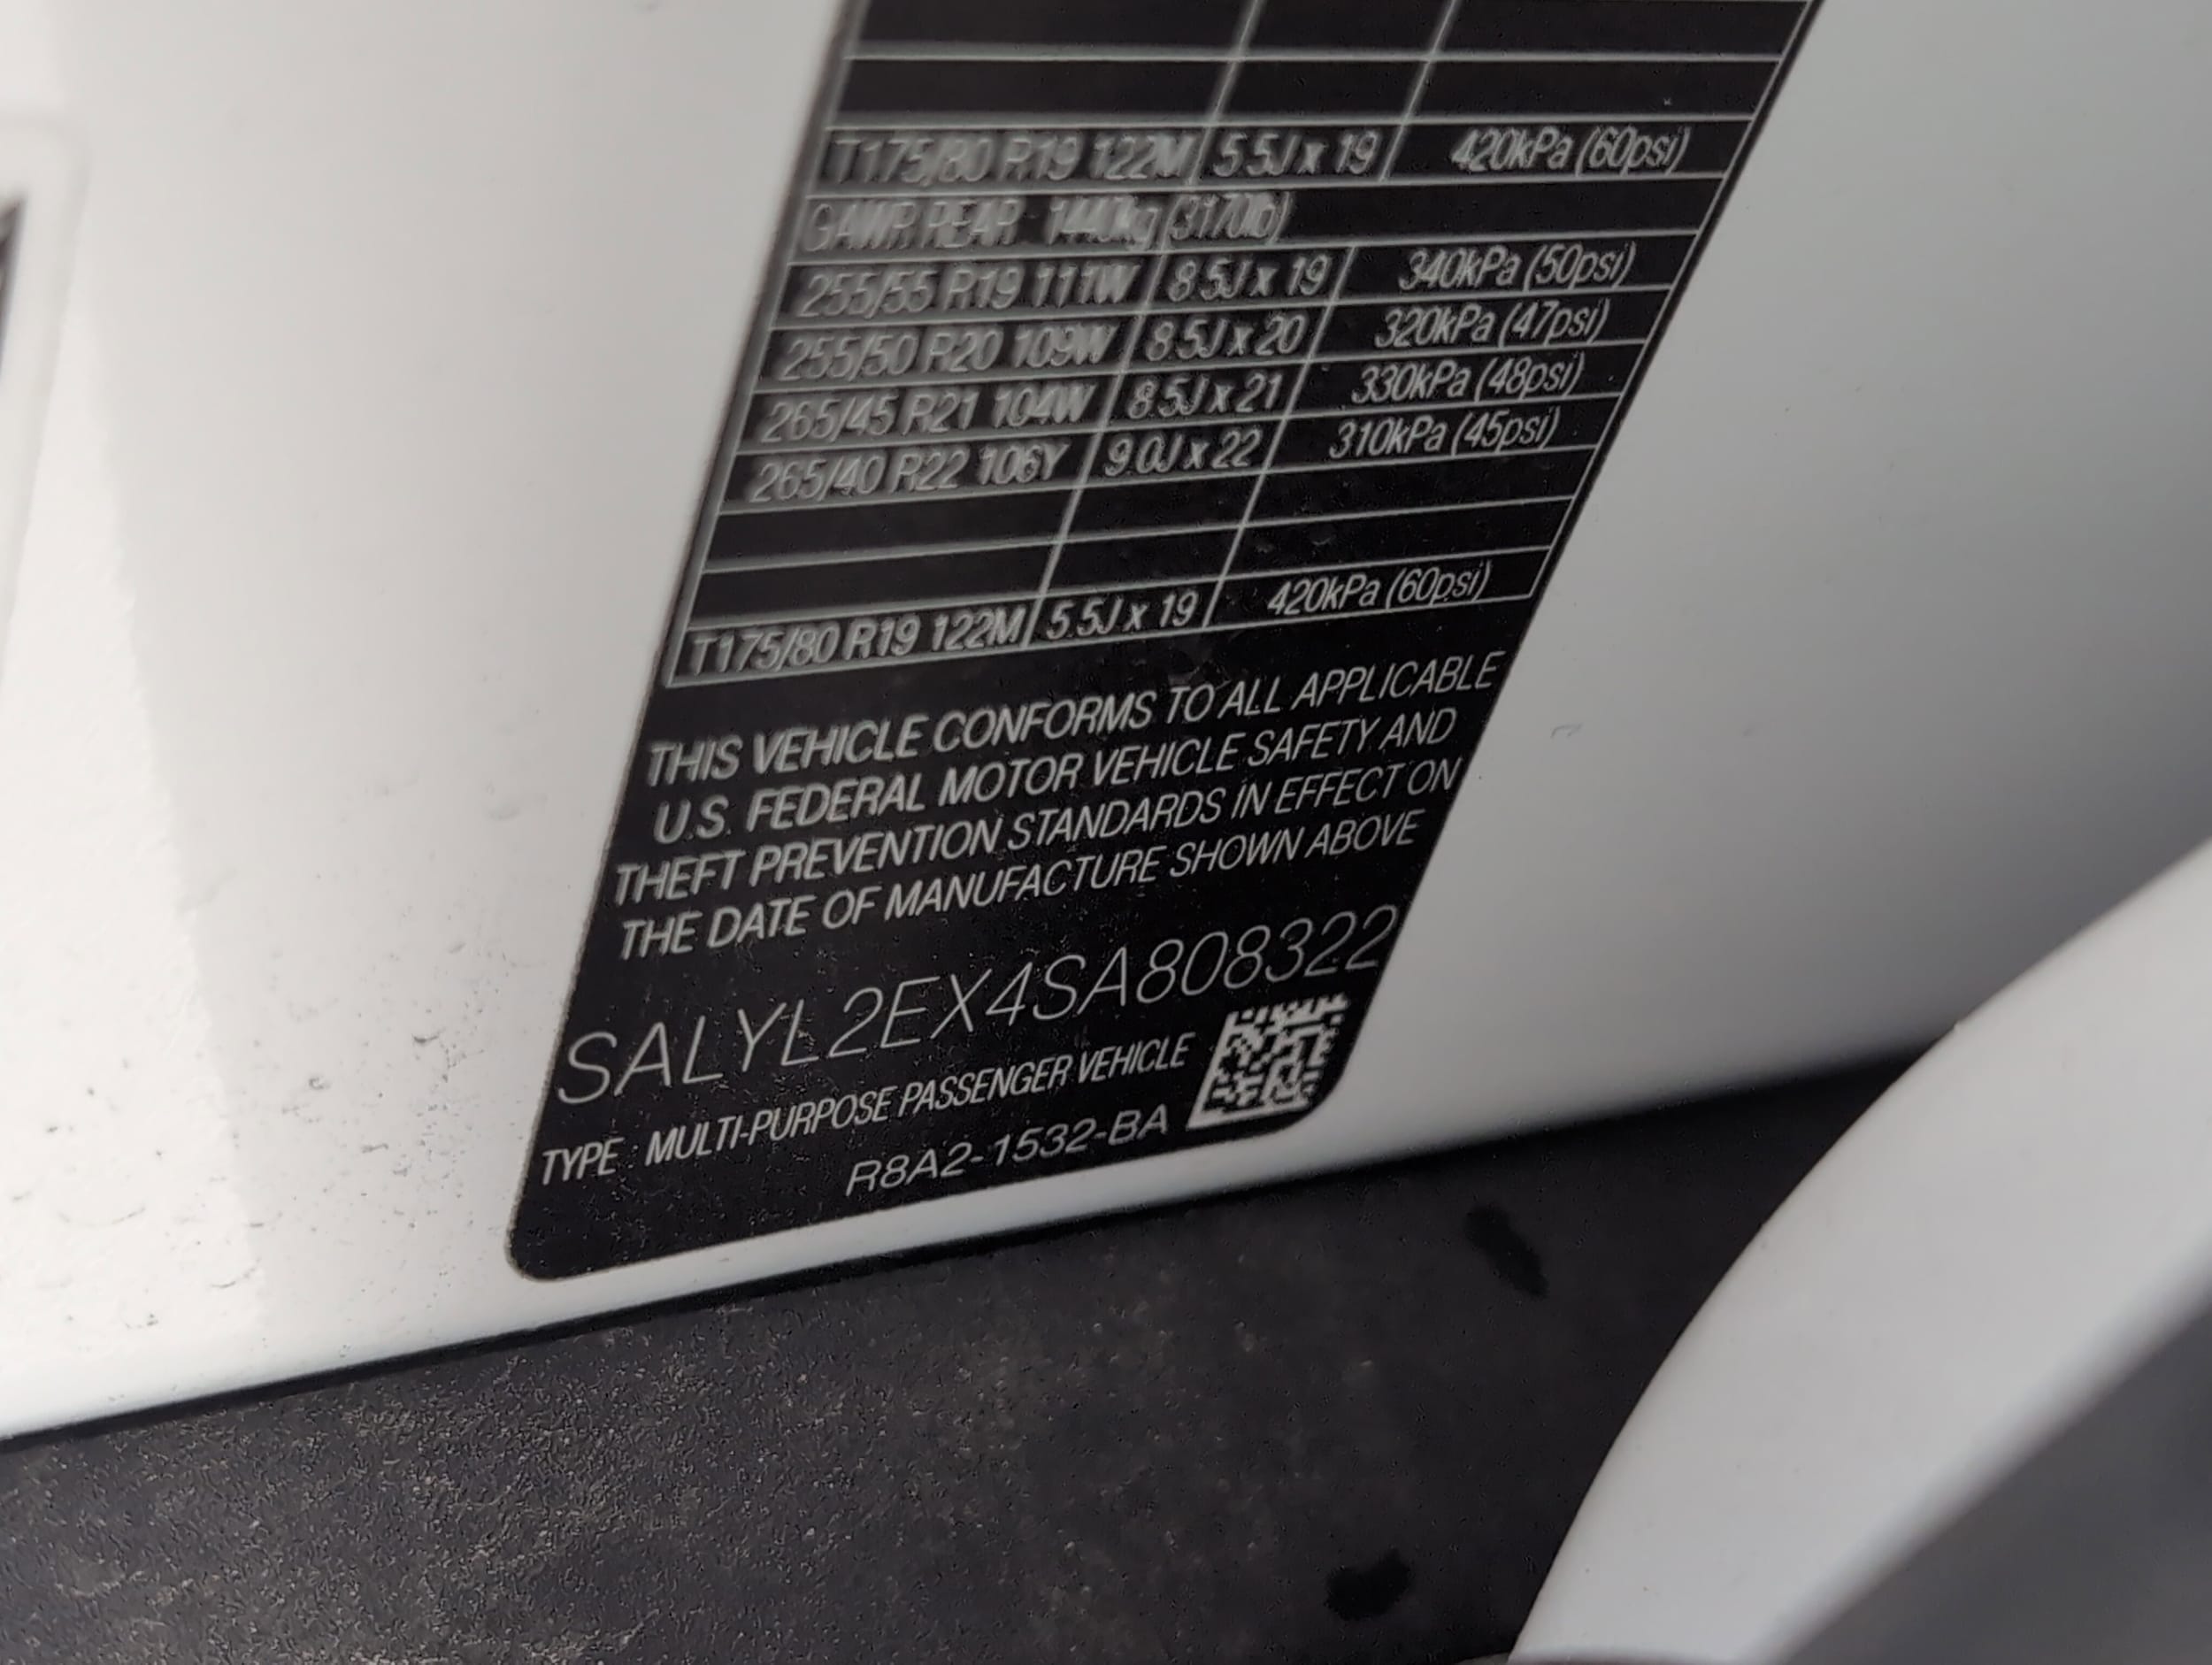 T175/80 R19 122M 5.5J x 19 420kPa (60psi)
GAWR REAR 1440kg (3170lb)
255/55 R19 111W 8.5J x 19 340kPa (50psi)
255/50 R20 109W 8.5J x 20 320kPa (47psi)
265/45 R21 104W 8.5J x 21 330kPa (48psi)
265/40 R22 106Y 9.0J x 22 310kPa (45psi)
T175/80 R19 122M 5.5J x 19 420kPa (60psi)
THIS VEHICLE CONFORMS TO ALL APPLICABLE
U.S. FEDERAL MOTOR VEHICLE SAFETY AND
THEFT PREVENTION STANDARDS IN EFFECT ON
THE DATE OF MANUFACTURE SHOWN ABOVE
SALYL2EX4SA808322
TYPE : MULTI-PURPOSE PASSENGER VEHICLE
R8A2-1532-BA